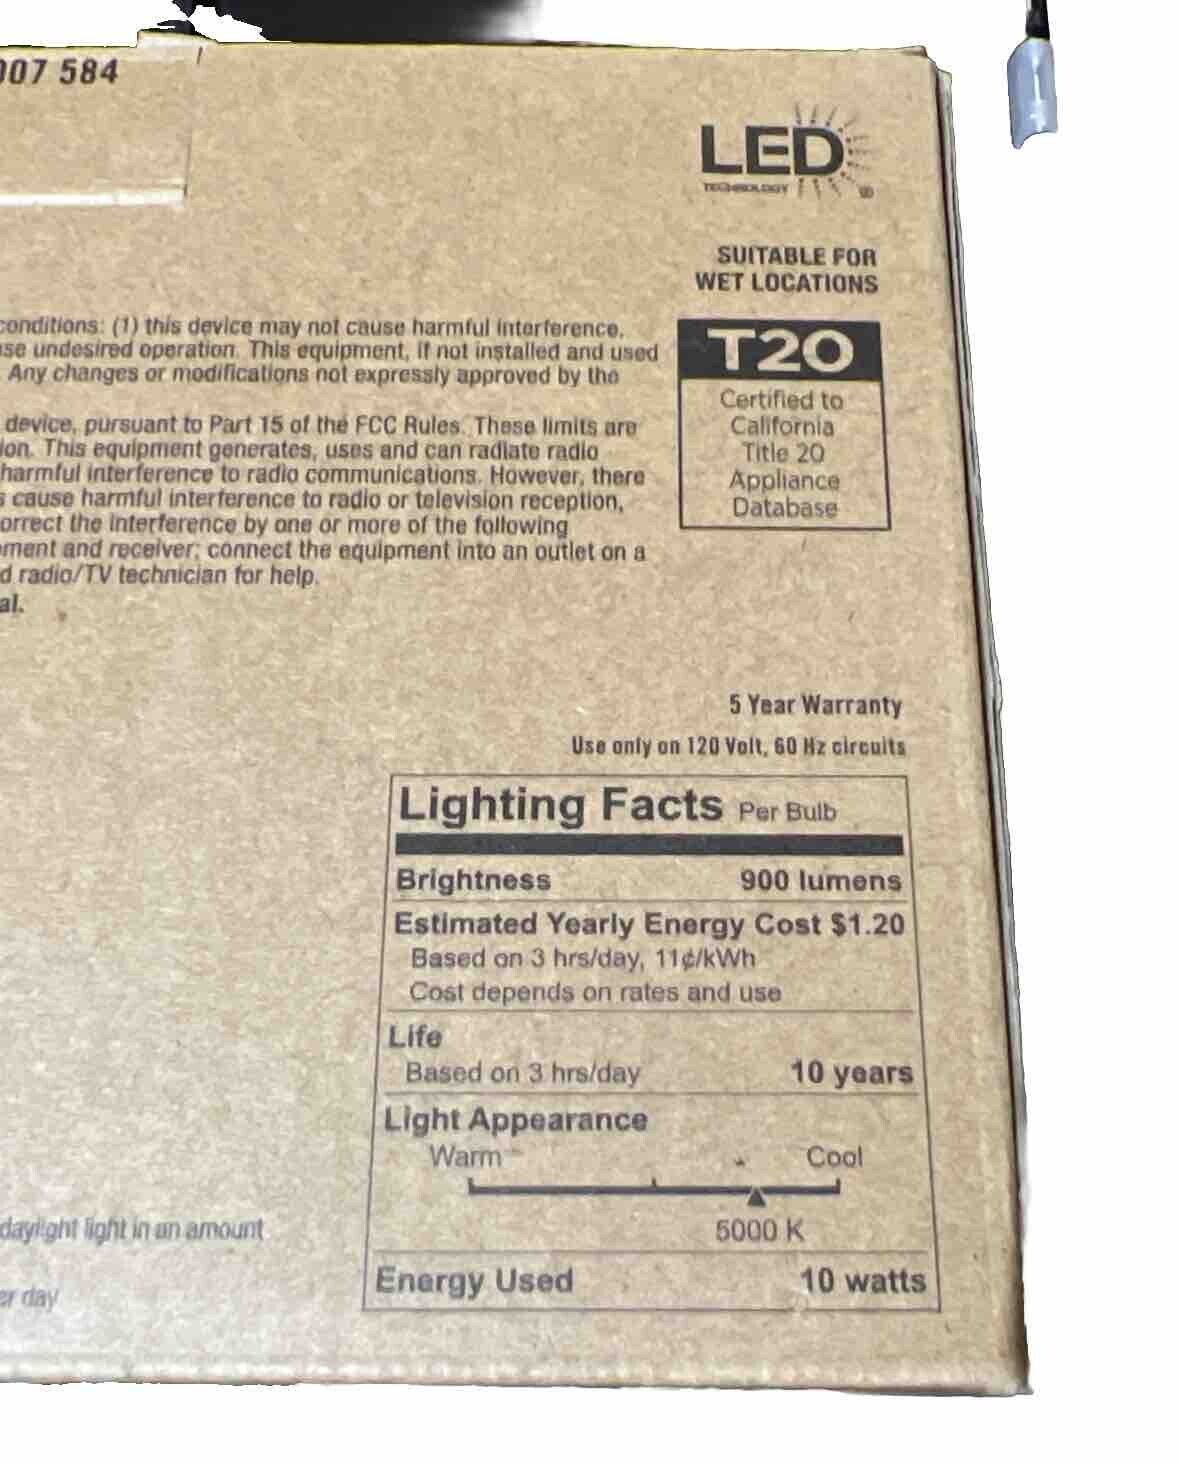 007 584
LED
TECHNOLOGY
SUITABLE FOR
WET LOCATIONS
conditions: (1) this device may not cause harmful interference,
se undesired operation. This equipment, if not installed and used
. Any changes or modifications not expressly approved by the
device, pursuant to Part 15 of the FCC Rules. These limits are
ion. This equipment generates, uses and can radiate radio
harmful interference to radio communications. However, there
s cause harmful interference to radio or television reception,
orrect the interference by one or more of the following
ment and receiver; connect the equipment into an outlet on a
d radio/TV technician for help.
al.
T20
Certified to
California
Title 20
Appliance
Database
5 Year Warranty
Use only on 120 Volt, 60 Hz circuits
Lighting Facts Per Bulb
Brightness 900 lumens
Estimated Yearly Energy Cost $1.20
Based on 3 hrs/day, 11¢/kWh
Cost depends on rates and use
Life
Based on 3 hrs/day 10 years
Light Appearance
Warm Cool
5000 K
Energy Used 10 watts
daylight light in an amount
er day